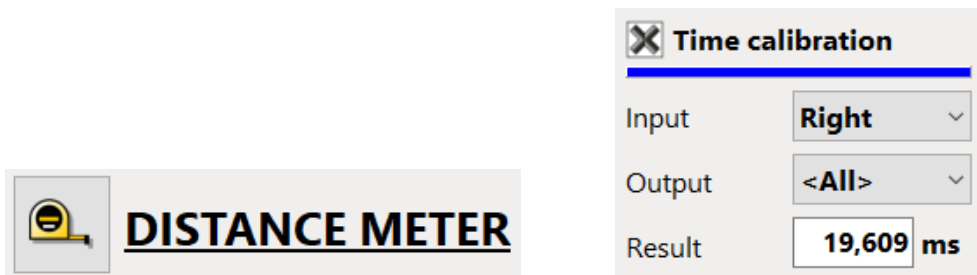 Time calibration
Input Right
Output <All>
Result 19,609 ms
DISTANCE METER